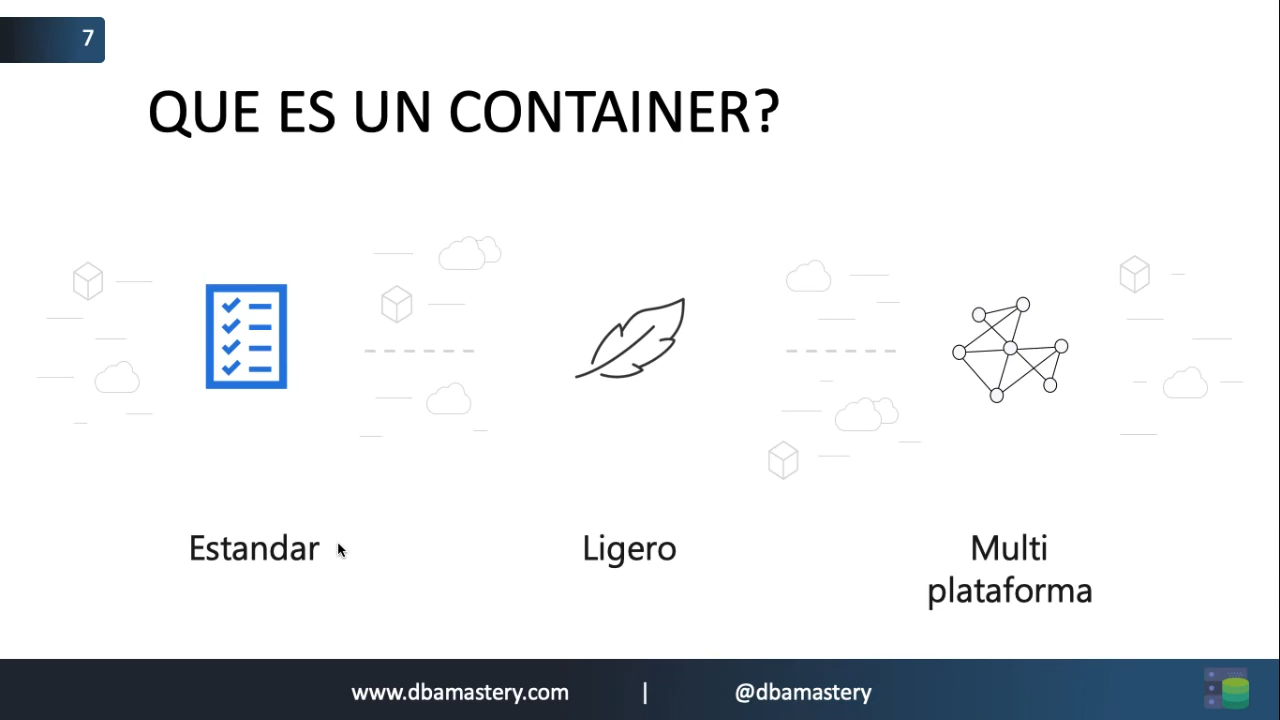 7
QUE ES UN CONTAINER?
Estandar
Ligero
Multi
plataforma
www.dbamastery.com | @dbamastery